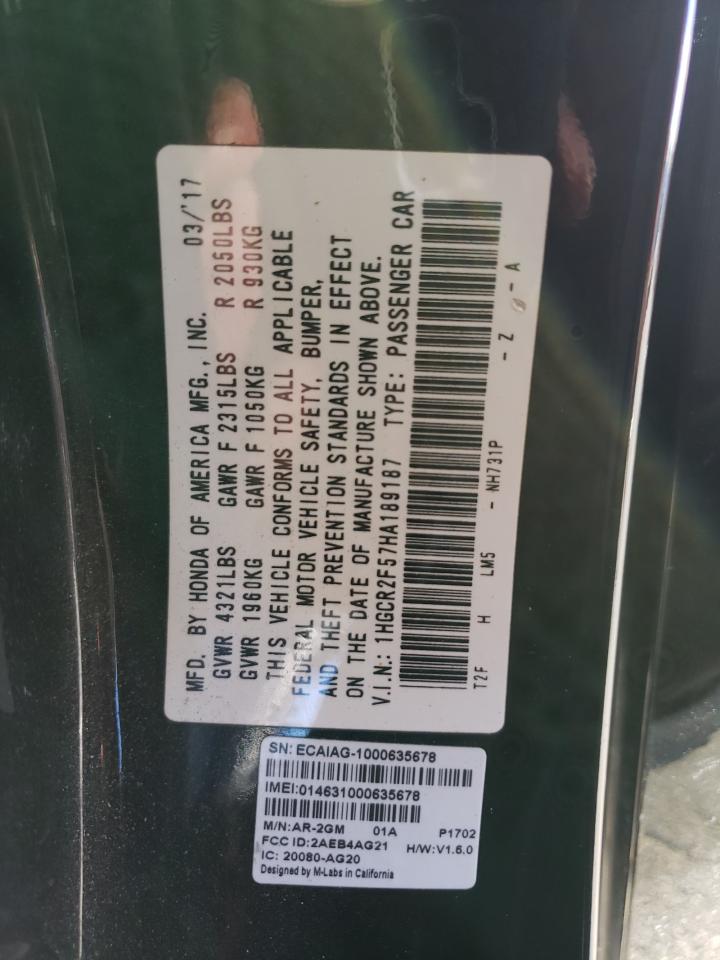 MFD. BY HONDA OF AMERICA MFG., INC. 03/'17
GVWR 4321LBS GAWR F 2315LBS R 2050LBS
GVWR 1960KG GAWR F 1050KG R 930KG
THIS VEHICLE CONFORMS TO ALL APPLICABLE
FEDERAL MOTOR VEHICLE SAFETY, BUMPER,
AND THEFT PREVENTION STANDARDS IN EFFECT
ON THE DATE OF MANUFACTURE SHOWN ABOVE.
V.I.N.: 1HGCR2F57HA189187 TYPE: PASSENGER CAR
T2F H LM5 - NH731P - Z - A
SN: ECAIAG-1000635678
IMEI:014631000635678
M/N:AR-2GM 01A P1702
FCC ID:2AEB4AG21 H/W:V1.6.0
IC: 20080-AG20
Designed by M-Labs in California